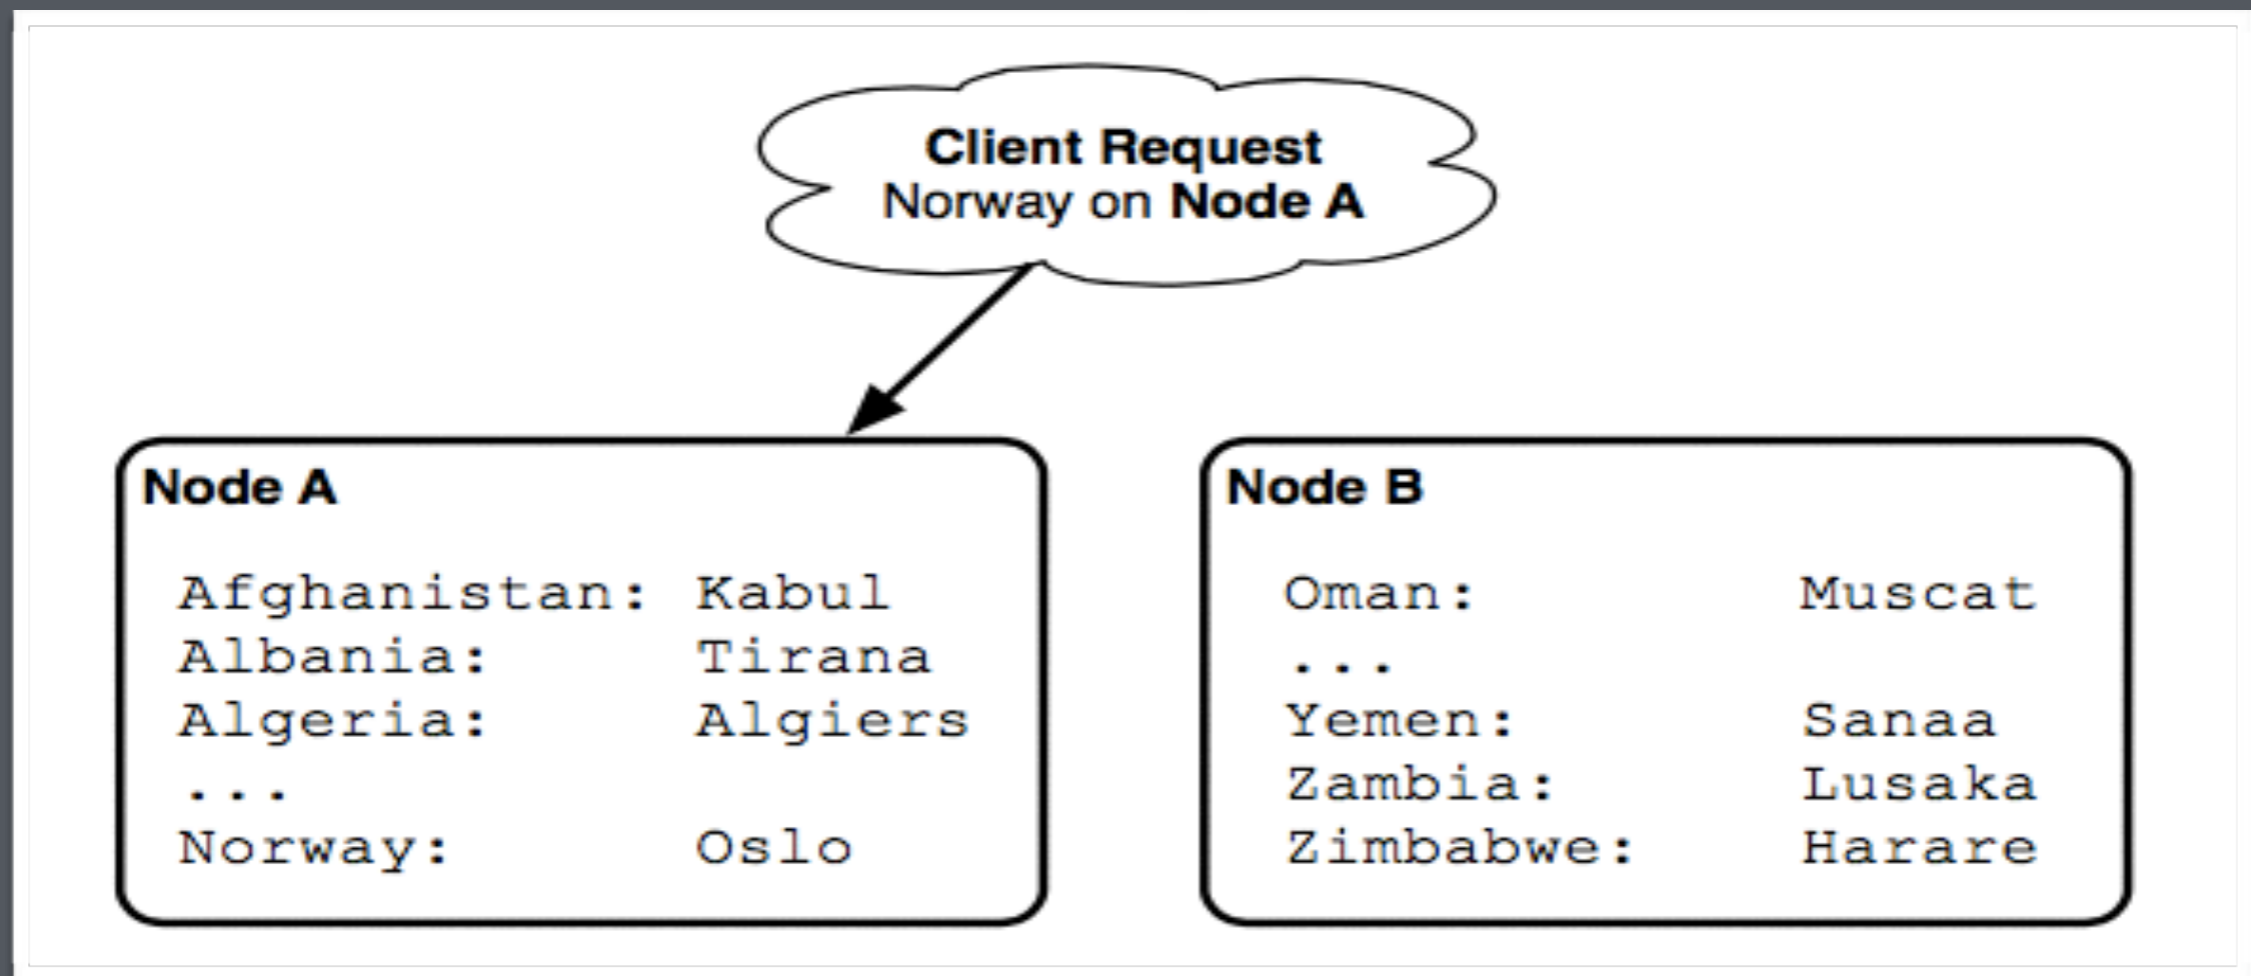 Client Request
Norway on Node A
Node A
Afghanistan: Kabul
Albania: Tirana
Algeria: Algiers
...
Norway: Oslo
Node B
Oman: Muscat
...
Yemen: Sanaa
Zambia: Lusaka
Zimbabwe: Harare